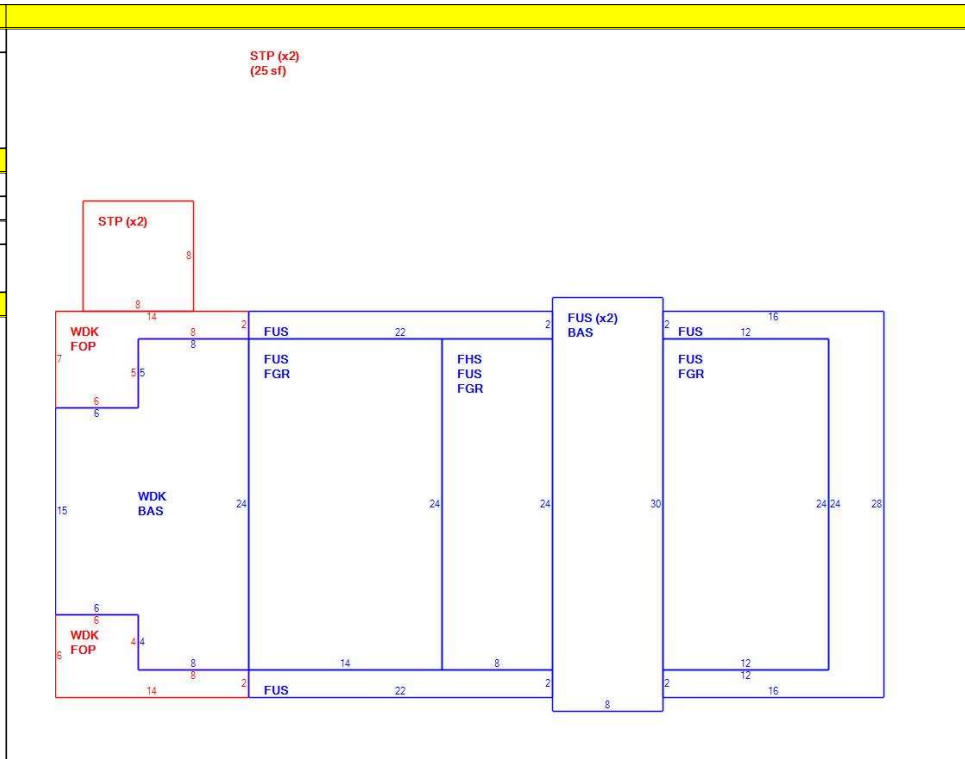 STP (x2)
(25 sf)
STP (x2)
8
8
14
2
2
2
16
WDK
FOP
8
8
FUS
22
FUS (x2)
BAS
FUS
12
7
5
5
FUS
FGR
FHS
FUS
FGR
FUS
FGR
6
6
15
WDK
BAS
24
24
24
30
24
24
28
6
6
WDK
FOP
4
4
6
8
8
14
8
12
12
14
2
FUS
22
2
2
16
8